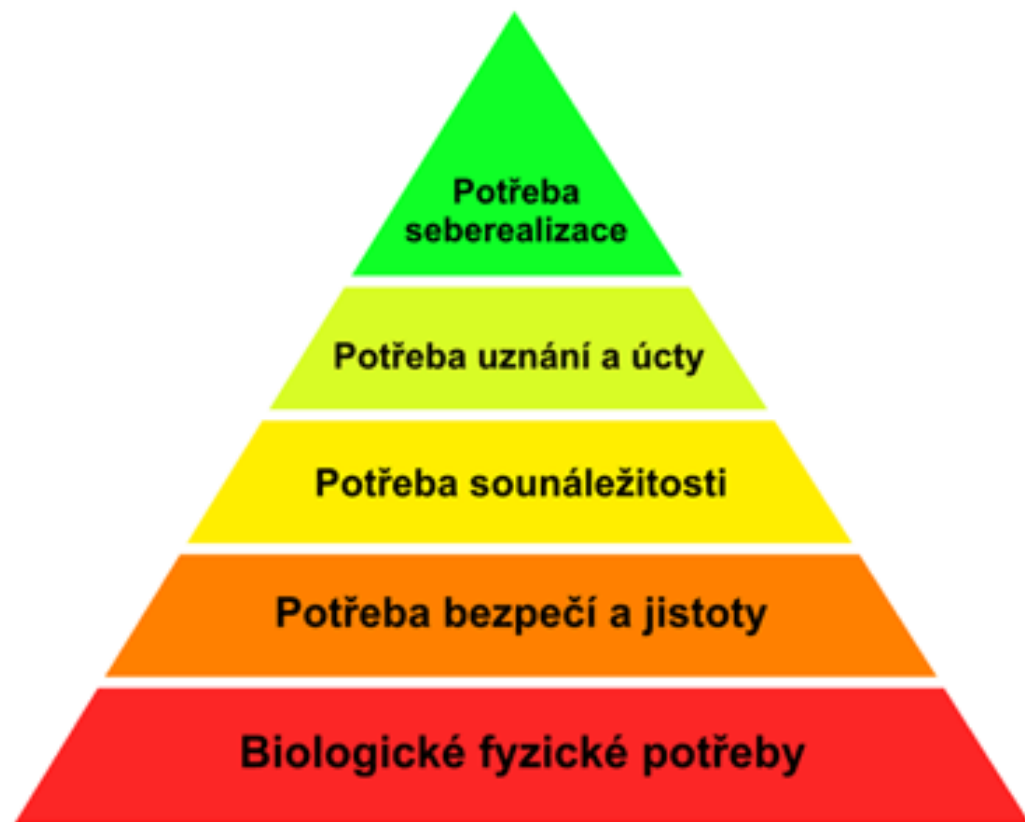 Potřeba
seberealizace
Potřeba uznání a úcty
Potřeba sounáležitosti
Potřeba bezpečí a jistoty
Biologické fyzické potřeby